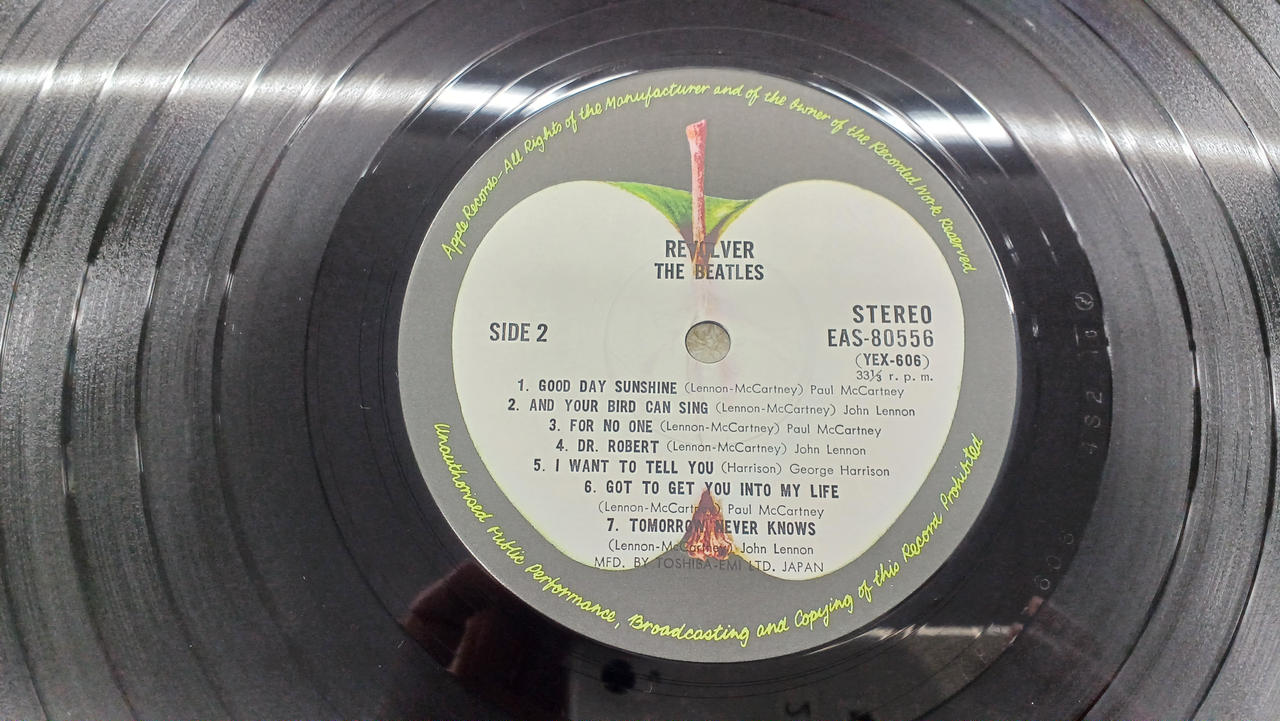 Apple Records-All Rights of the Manufacturer and of the Owner of the Recorded Work Reserved
REVOLVER
THE BEATLES
SIDE 2
STEREO
EAS-80556
(YEX-606)
33⅓ r. p. m.
1. GOOD DAY SUNSHINE (Lennon-McCartney) Paul McCartney
2. AND YOUR BIRD CAN SING (Lennon-McCartney) John Lennon
3. FOR NO ONE (Lennon-McCartney) Paul McCartney
4. DR. ROBERT (Lennon-McCartney) John Lennon
5. I WANT TO TELL YOU (Harrison) George Harrison
6. GOT TO GET YOU INTO MY LIFE
(Lennon-McCartney) Paul McCartney
7. TOMORROW NEVER KNOWS
(Lennon-McCartney) John Lennon
MFD. BY TOSHIBA-EMI LTD. JAPAN
Unauthorised Public Performance, Broadcasting and Copying of this Record Prohibited